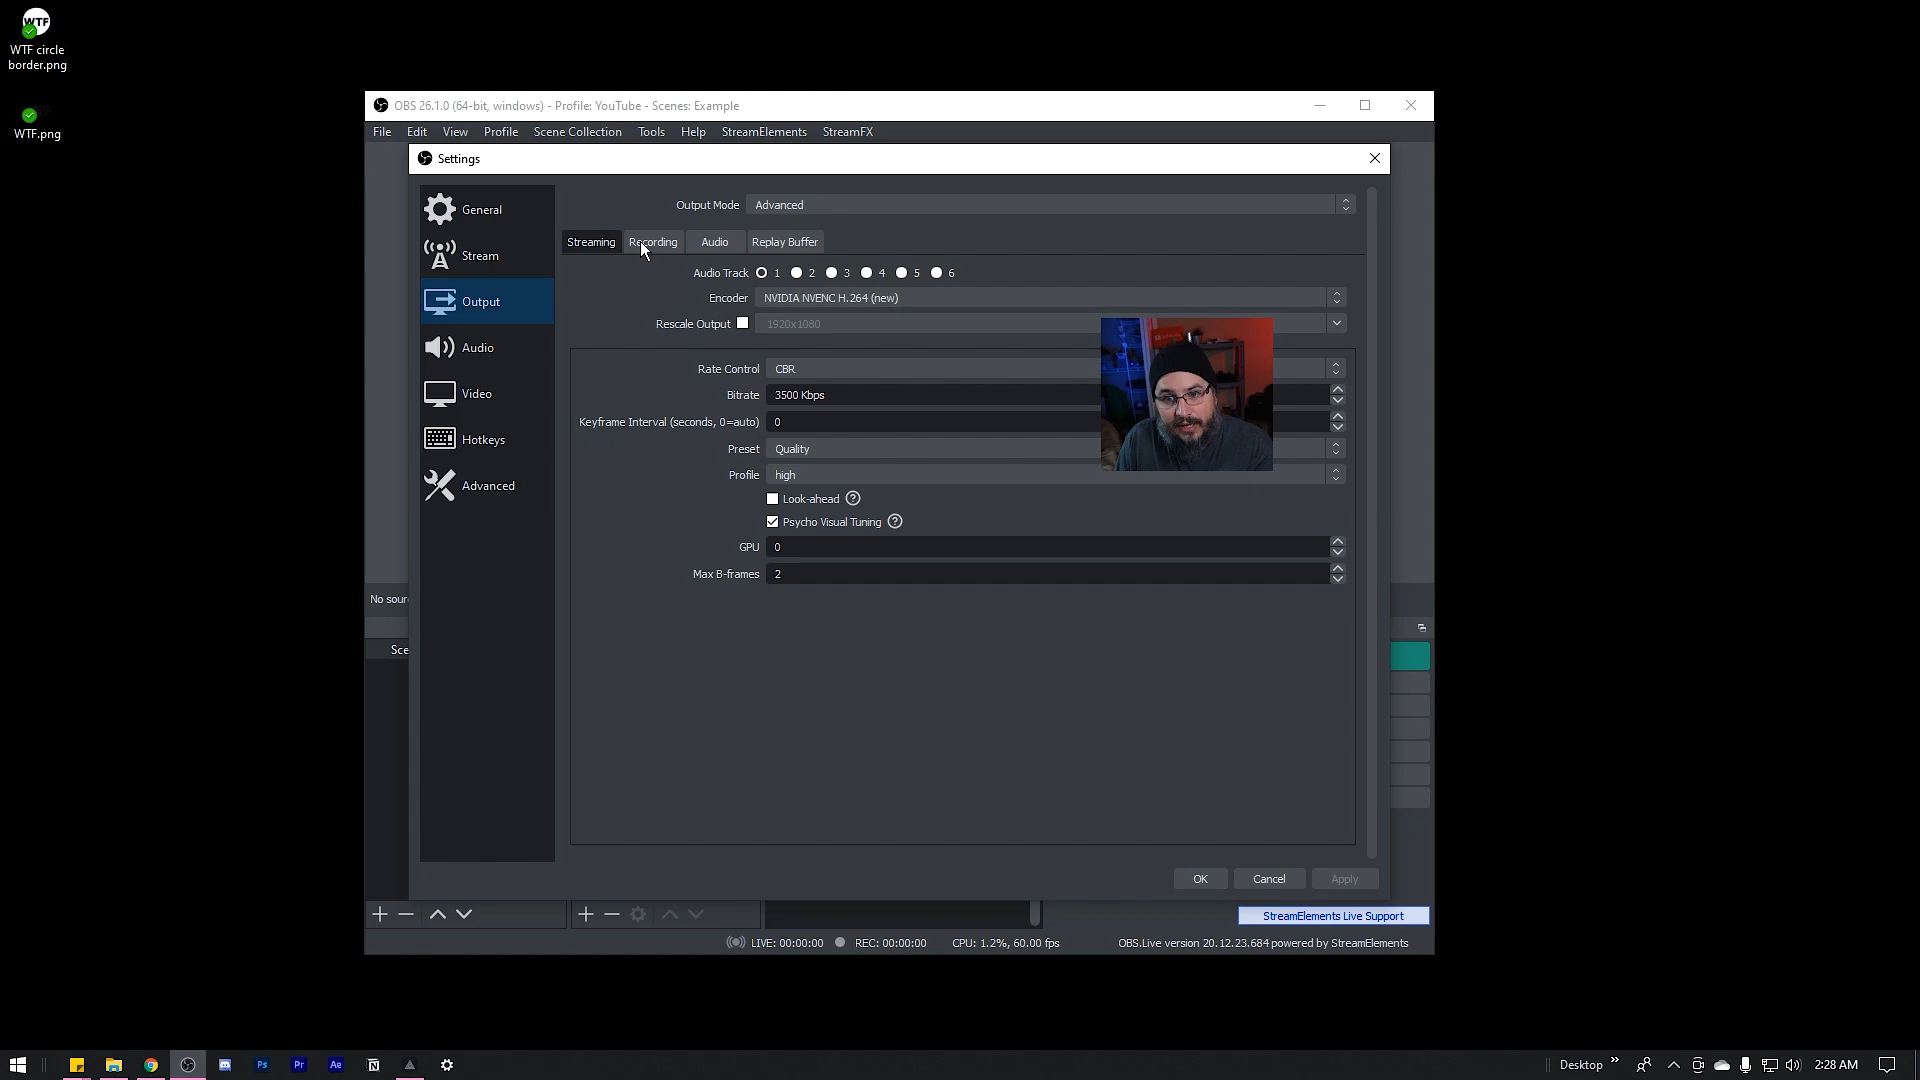 WTF
WTF circle
border.png
WTF.png
OBS 26.1.0 (64-bit, windows) - Profile: YouTube - Scenes: Example
File Edit View Profile Scene Collection Tools Help StreamElements StreamFX
Settings
General
Stream
Output
Audio
Video
Hotkeys
Advanced
Output Mode Advanced
Streaming Recording Audio Replay Buffer
Audio Track 1 2 3 4 5 6
Encoder NVIDIA NVENC H.264 (new)
Rescale Output 1920x1080
Rate Control CBR
Bitrate 3500 Kbps
Keyframe Interval (seconds, 0=auto) 0
Preset Quality
Profile high
Look-ahead ?
Psycho Visual Tuning ?
GPU 0
Max B-frames 2
No sour
Sce
OK Cancel Apply
StreamElements Live Support
LIVE: 00:00:00 REC: 00:00:00 CPU: 1.2%, 60.00 fps OBS.Live version 20.12.23.684 powered by StreamElements
Ps Pr Ae N Desktop 2:28 AM